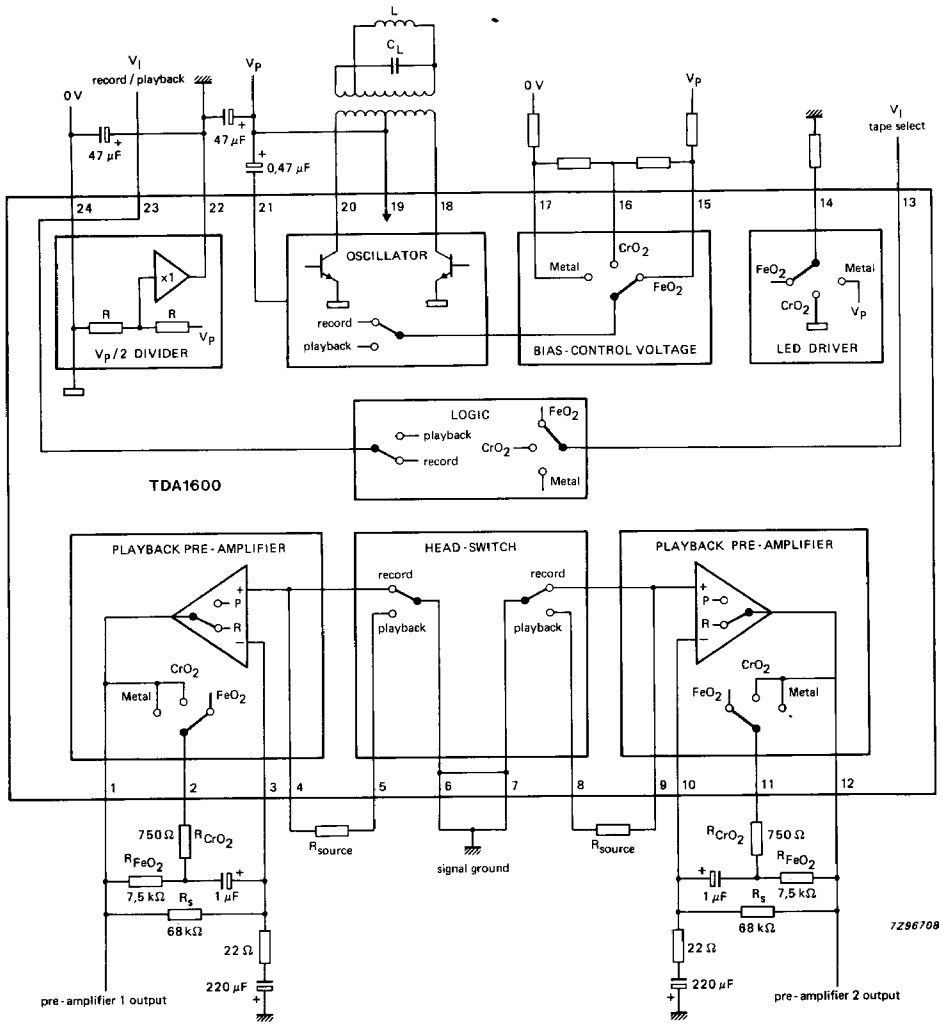 L
C_L
V_I
record / playback
V_P
0 V
47 µF
+
47 µF
+
+
0,47 µF
0 V
V_P
V_I
tape select
24
23
22
21
20
19
18
17
16
15
14
13
x1
R
R
V_P
V_P/2 DIVIDER
OSCILLATOR
record
playback
CrO2
Metal
FeO2
BIAS-CONTROL VOLTAGE
FeO2
Metal
CrO2
V_P
LED DRIVER
LOGIC
playback
record
FeO2
CrO2
Metal
TDA1600
PLAYBACK PRE-AMPLIFIER
+
P
R
−
CrO2
Metal
FeO2
HEAD-SWITCH
record
playback
record
playback
PLAYBACK PRE-AMPLIFIER
+
P
R
−
CrO2
FeO2
Metal
1
2
3
4
5
6
7
8
9
10
11
12
750 Ω
R_CrO2
R_FeO2
7,5 kΩ
+
1 µF
R_s
68 kΩ
22 Ω
220 µF
+
pre-amplifier 1 output
R_source
signal ground
R_source
R_CrO2
750 Ω
R_FeO2
+
1 µF
7,5 kΩ
R_s
68 kΩ
22 Ω
220 µF
+
pre-amplifier 2 output
7Z96708